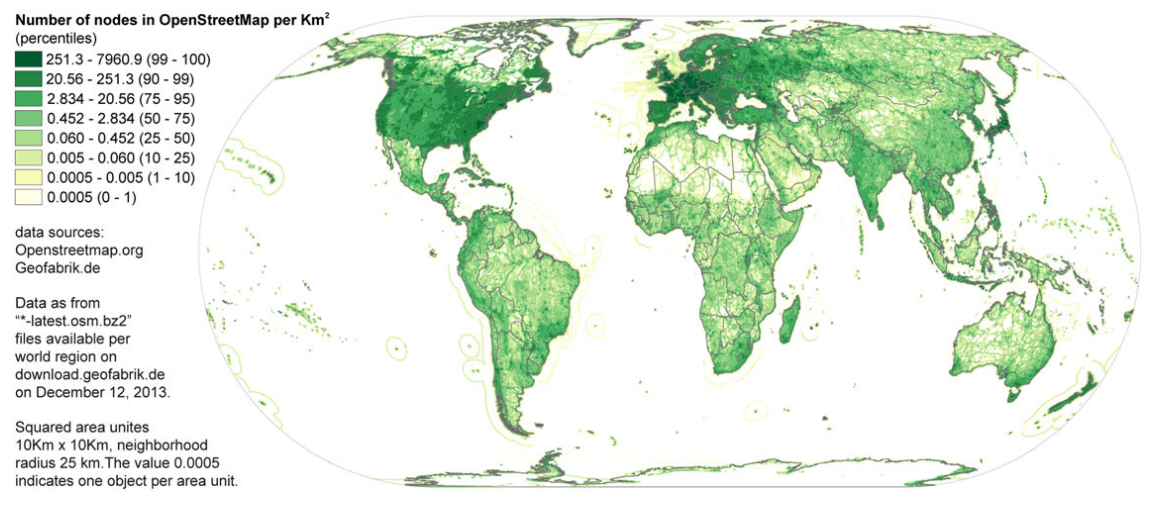 Number of nodes in OpenStreetMap per Km²
(percentiles)
251.3 - 7960.9 (99 - 100)
20.56 - 251.3 (90 - 99)
2.834 - 20.56 (75 - 95)
0.452 - 2.834 (50 - 75)
0.060 - 0.452 (25 - 50)
0.005 - 0.060 (10 - 25)
0.0005 - 0.005 (1 - 10)
0.0005 (0 - 1)
data sources:
Openstreetmap.org
Geofabrik.de
Data as from
“*-latest.osm.bz2”
files available per
world region on
download.geofabrik.de
on December 12, 2013.
Squared area unites
10Km x 10Km, neighborhood
radius 25 km.The value 0.0005
indicates one object per area unit.